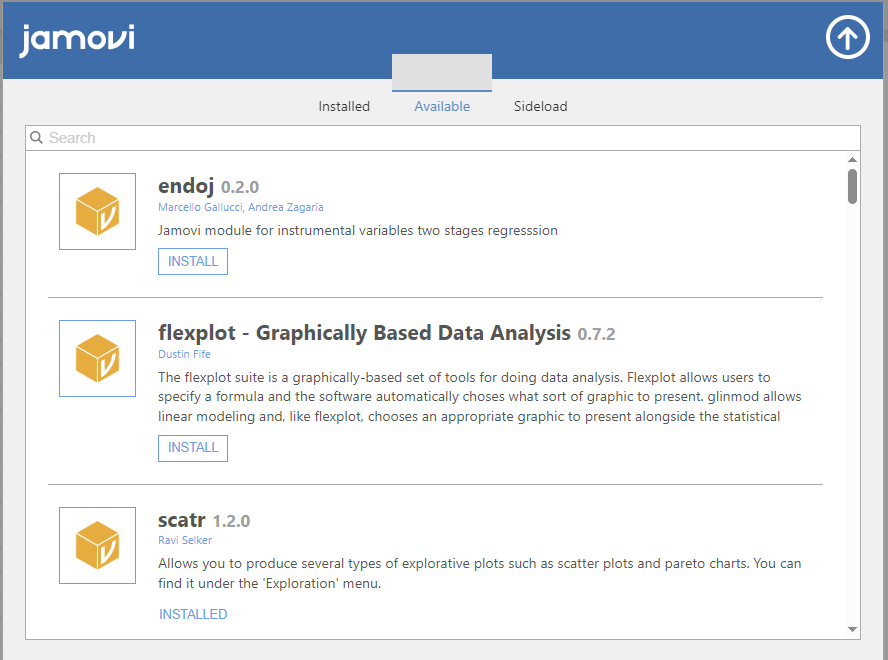 jamovi
Installed
Available
Sideload
Search
endoj 0.2.0
Marcello Gallucci, Andrea Zagaria
Jamovi module for instrumental variables two stages regresssion
INSTALL
flexplot - Graphically Based Data Analysis 0.7.2
Dustin Fife
The flexplot suite is a graphically-based set of tools for doing data analysis. Flexplot allows users to
specify a formula and the software automatically choses what sort of graphic to present. glinmod allows
linear modeling and, like flexplot, chooses an appropriate graphic to present alongside the statistical
INSTALL
scatr 1.2.0
Ravi Selker
Allows you to produce several types of explorative plots such as scatter plots and pareto charts. You can
find it under the 'Exploration' menu.
INSTALLED